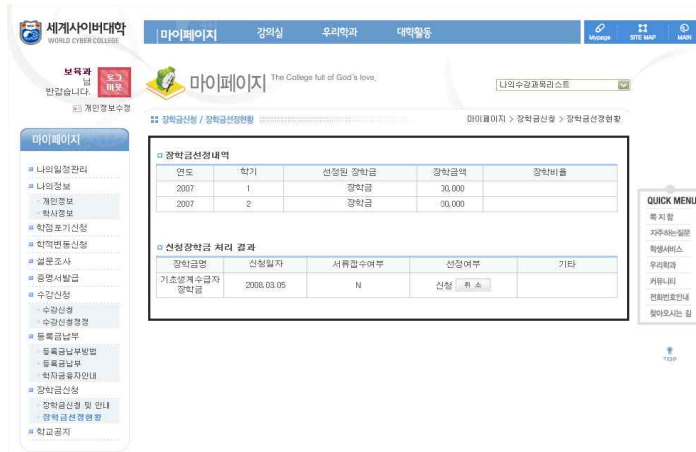 세계사이버대학
WORLD CYBER COLLEGE
마이페이지 강의실 우리학과 대학활동
Mypage SITE MAP MAIN
보육과
님
반갑습니다.
로그
아웃
개인정보수정
마이페이지 The College full of God's love,
나의수강과목리스트
장학금신청 / 장학금선정현황
마이페이지 > 장학금신청 > 장학금선정현황
마이페이지
나의일정관리
나의정보
개인정보
학사정보
학점포기신청
학적변동신청
설문조사
증명서발급
수강신청
수강신청
수강신청정정
등록금납부
등록금납부방법
등록금납부
학자금융자안내
장학금신청
장학금신청 및 안내
장학금선정현황
학교공지
장학금선정내역
연도 학기 선정된 장학금 장학금액 장학비율
2007 1 장학금 00,000
2007 2 장학금 00,000
신청장학금 처리 결과
장학금명 신청일자 서류접수여부 선정여부 기타
기초생계수급자
장학금
2008.03.05 N 신청 취 소
QUICK MENU
쪽지함
자주하는질문
학생서비스
우리학과
커뮤니티
전화번호안내
찾아오시는 길
TOP